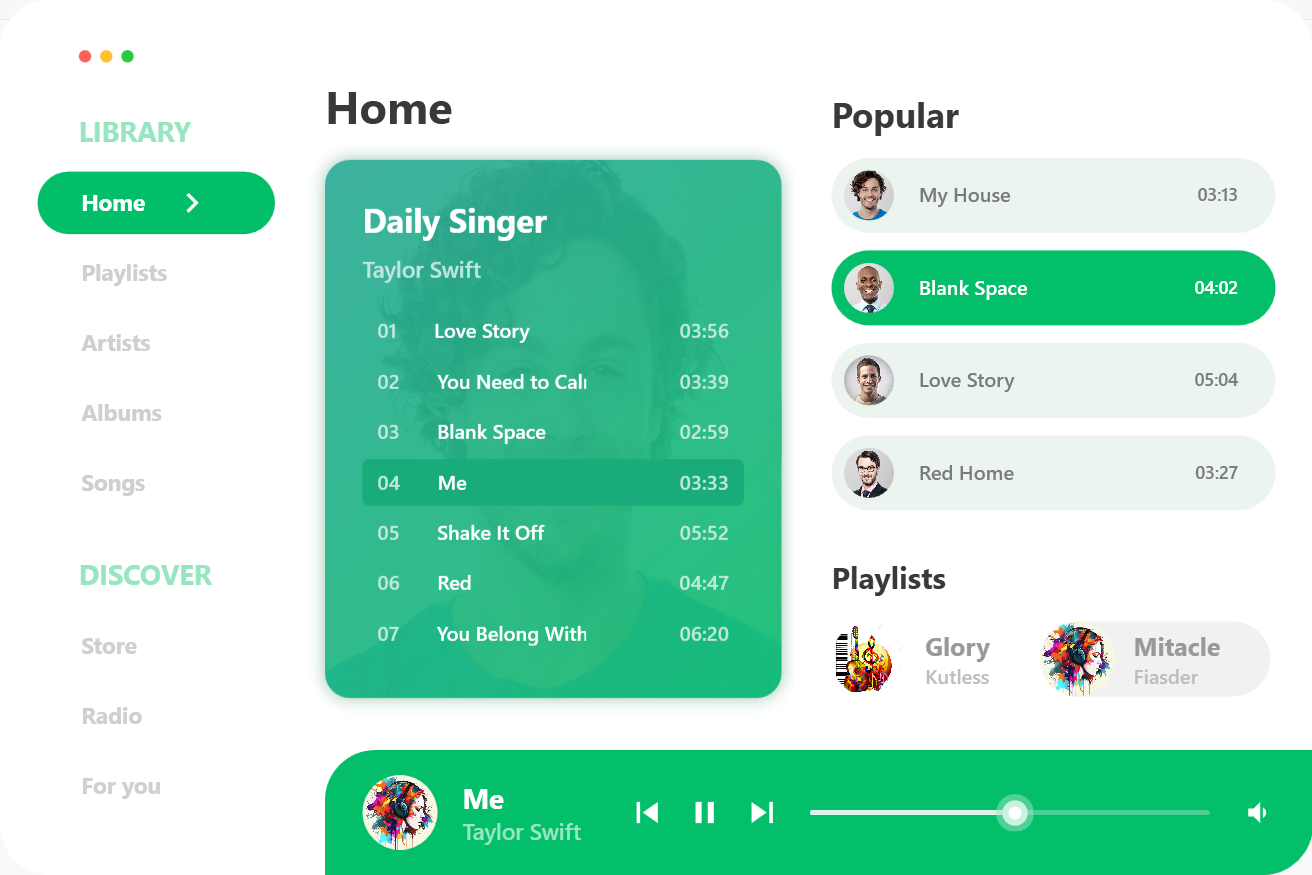 LIBRARY
Home
Playlists
Artists
Albums
Songs
DISCOVER
Store
Radio
For you
Home
Daily Singer
Taylor Swift
01 Love Story 03:56
02 You Need to Cal 03:39
03 Blank Space 02:59
04 Me 03:33
05 Shake It Off 05:52
06 Red 04:47
07 You Belong With 06:20
Popular
My House 03:13
Blank Space 04:02
Love Story 05:04
Red Home 03:27
Playlists
Glory
Kutless
Mitacle
Fiasder
Me
Taylor Swift